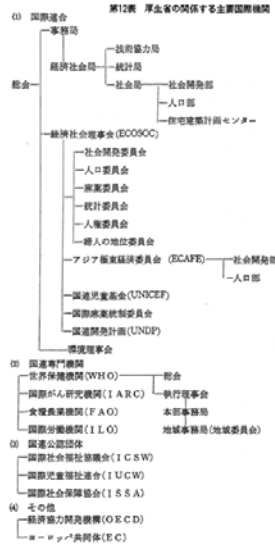 第12表 厚生省の関係する主要国際機関
(1) 国際連合
事務局
技術協力局
経済社会局
統計局
社会局
社会開発部
総会
人口部
住宅建築計画センター
経済社会理事会(ECOSOC)
社会開発委員会
人口委員会
麻薬委員会
統計委員会
人権委員会
婦人の地位委員会
アジア極東経済委員会(ECAFE)
社会開発部
人口部
国連児童基金(UNICEF)
国際麻薬統制委員会
国連開発計画(UNDP)
環境理事会
(2) 国連専門機関
世界保健機関(WHO)
総会
国際がん研究機関(IARC)
執行理事会
食糧農業機関(FAO)
本部事務局
国際労働機関(ILO)
地域事務局(地域委員会)
(3) 国連公認団体
国際社会福祉協議会(ICSW)
国際児童福祉連合(IUCW)
国際社会保障協会(ISSA)
(4) その他
経済協力開発機構(OECD)
ヨーロッパ共同体(EC)